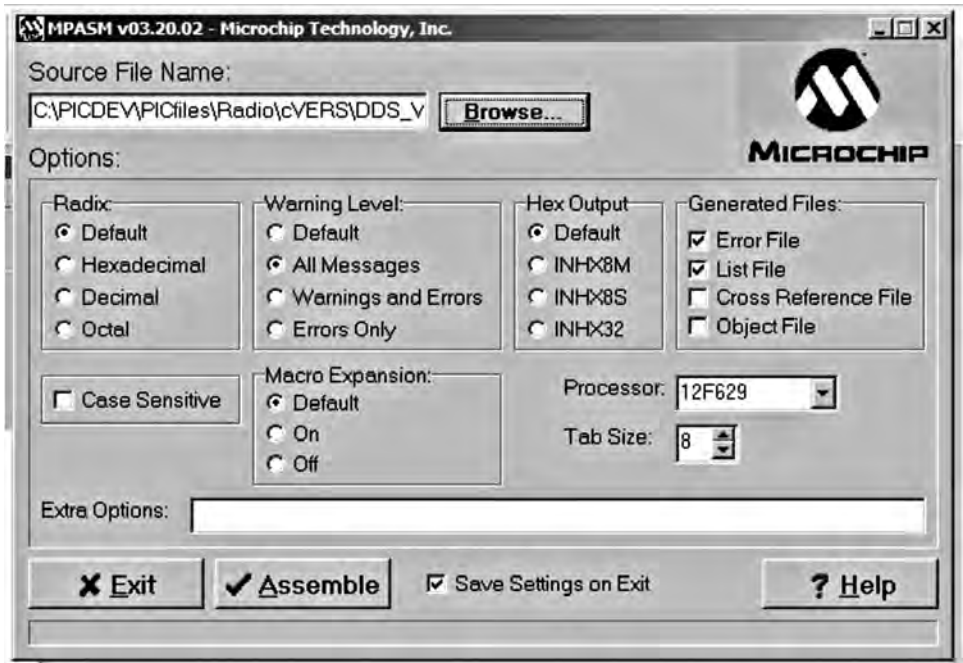 MPASM v03.20.02 - Microchip Technology, Inc.
Source File Name:
C:\PICDEV\PICfiles\Radio\cVERS\DDS_V
Browse...
MICROCHIP
Options:
Radix: Warning Level: Hex Output Generated Files:
Default Default Default Error File
Hexadecimal All Messages INHX8M List File
Decimal Warnings and Errors INHX8S Cross Reference File
Octal Errors Only INHX32 Object File
Case Sensitive
Macro Expansion:
Default
On
Off
Processor: 12F629
Tab Size: 8
Extra Options:
Exit Assemble Save Settings on Exit ? Help